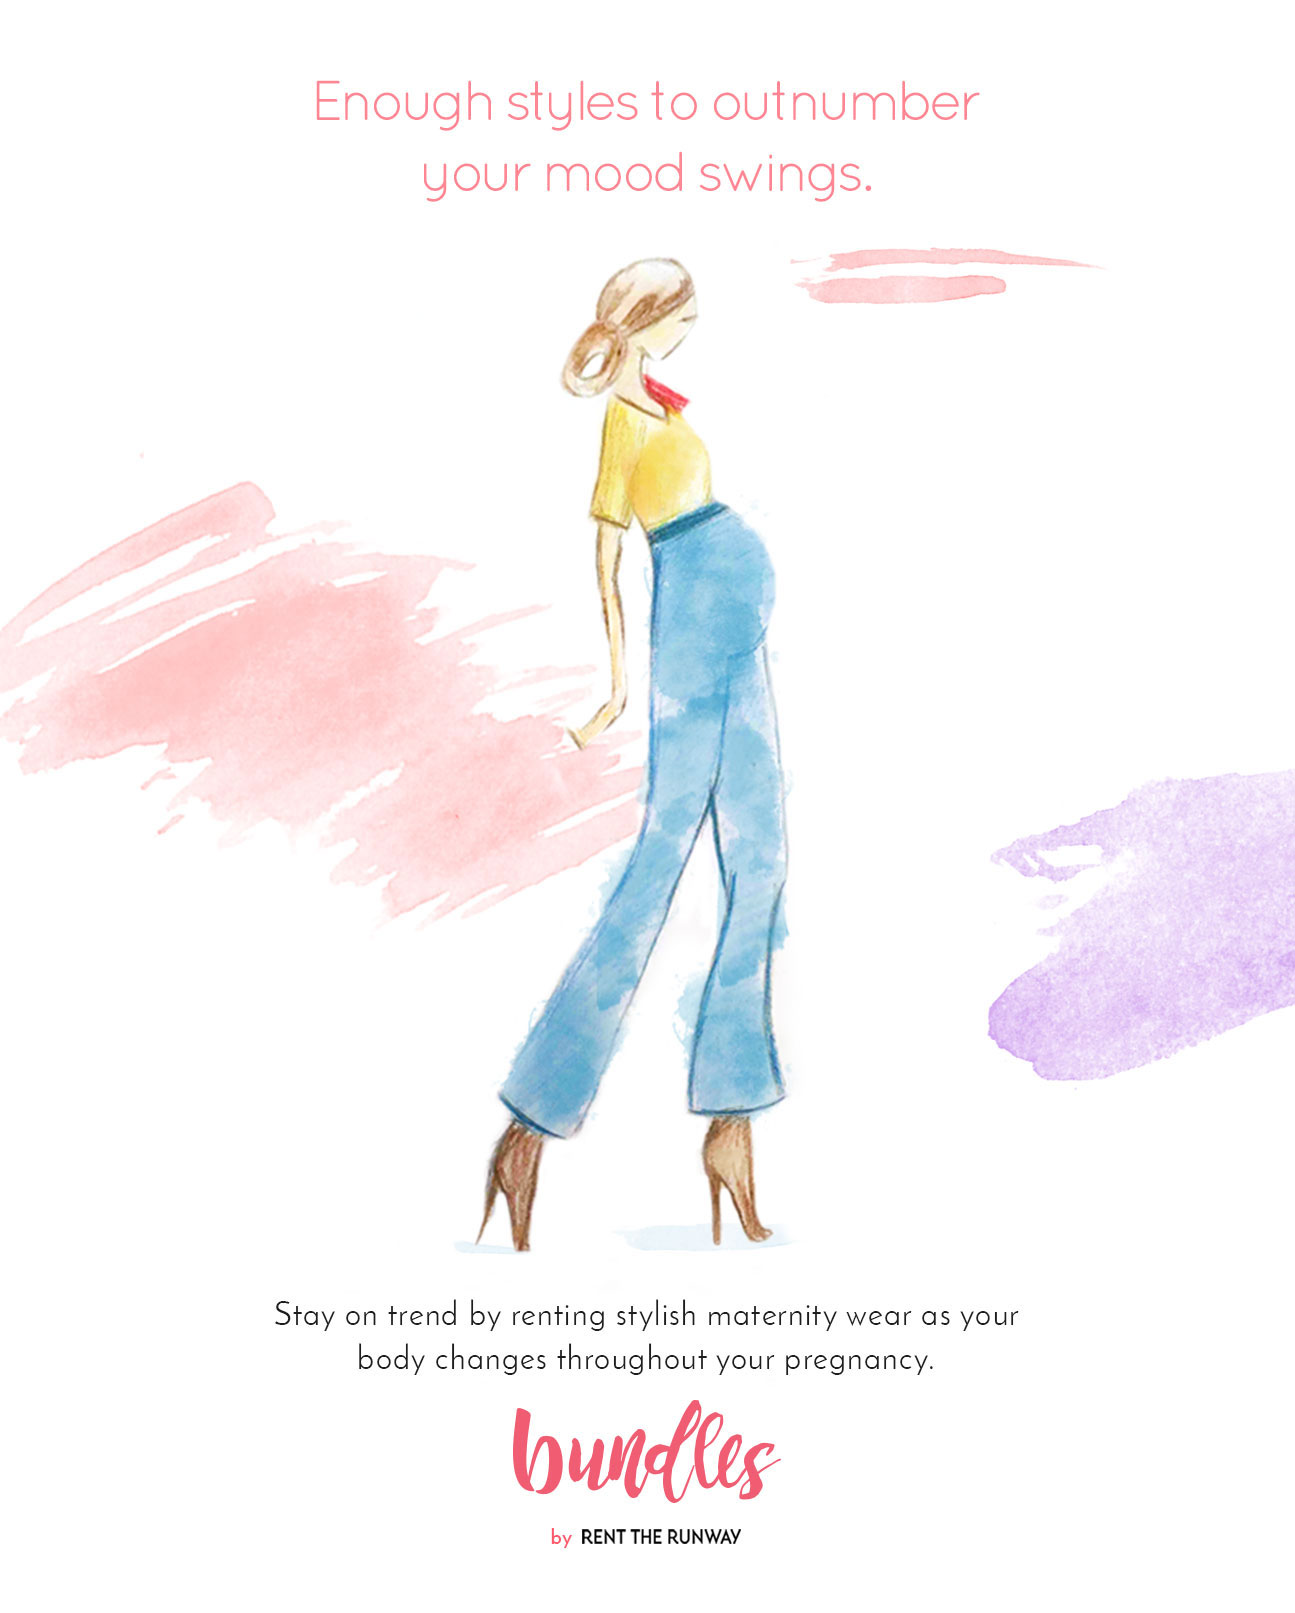 Enough styles to outnumber
your mood swings.
Stay on trend by renting stylish maternity wear as your
body changes throughout your pregnancy.
bundles
by RENT THE RUNWAY